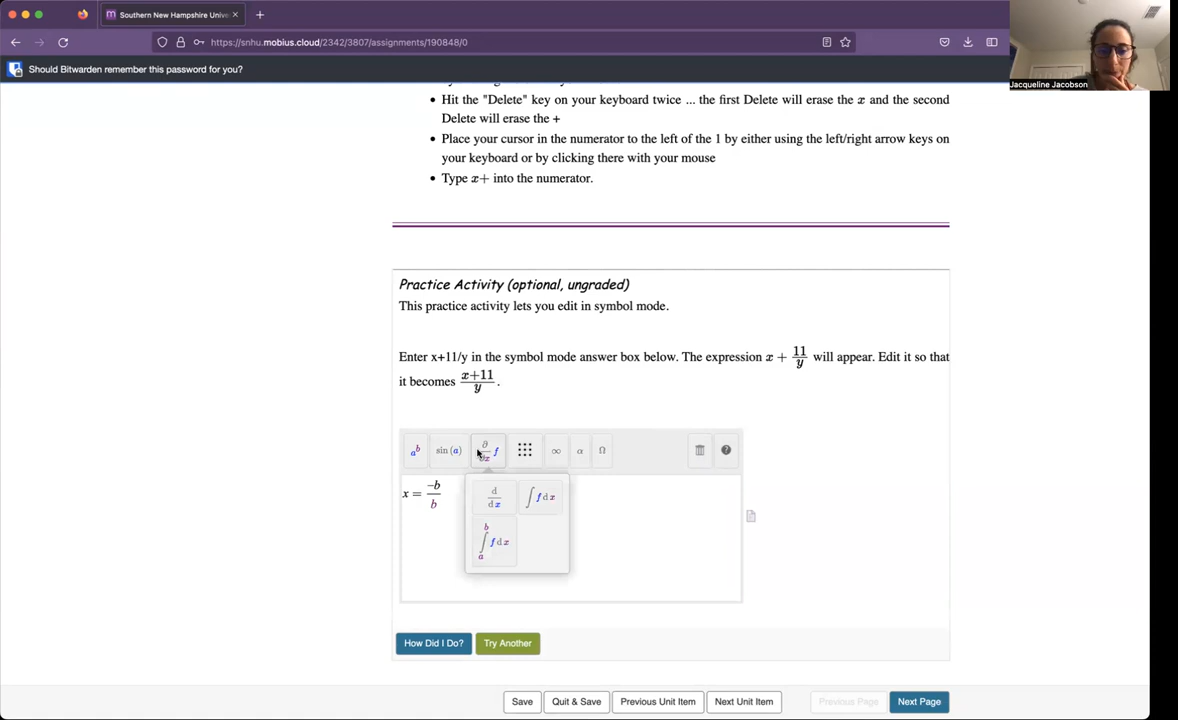 Southern New Hampshire Unive
https://snhu.mobius.cloud/2342/3807/assignments/190848/0
Should Bitwarden remember this password for you?
Jacqueline Jacobson
• Hit the "Delete" key on your keyboard twice ... the first Delete will erase the x and the second
Delete will erase the +
• Place your cursor in the numerator to the left of the 1 by either using the left/right arrow keys on
your keyboard or by clicking there with your mouse
• Type x+ into the numerator.
Practice Activity (optional, ungraded)
This practice activity lets you edit in symbol mode.
Enter x+11/y in the symbol mode answer box below. The expression x + 11/y will appear. Edit it so that
it becomes x+11/y .
a^b sin (a) ∂/∂x f ∞ α Ω
x = −b/b
d/dx ∫ f dx
∫_a^b f dx
How Did I Do? Try Another
Save Quit & Save Previous Unit Item Next Unit Item Previous Page Next Page